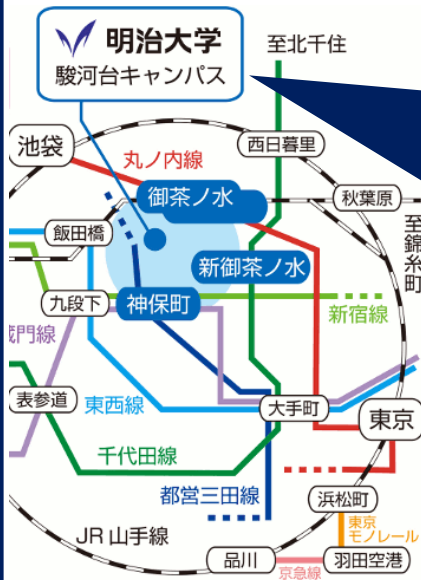 明治大学
駿河台キャンパス
至北千住
池袋
丸ノ内線
西日暮里
御茶ノ水
秋葉原
至錦糸町
飯田橋
新御茶ノ水
九段下
神保町
新宿線
蔵門線
表参道
東西線
大手町
東京
千代田線
都営三田線
浜松町
JR山手線
東京
モノレール
品川
羽田空港
京急線